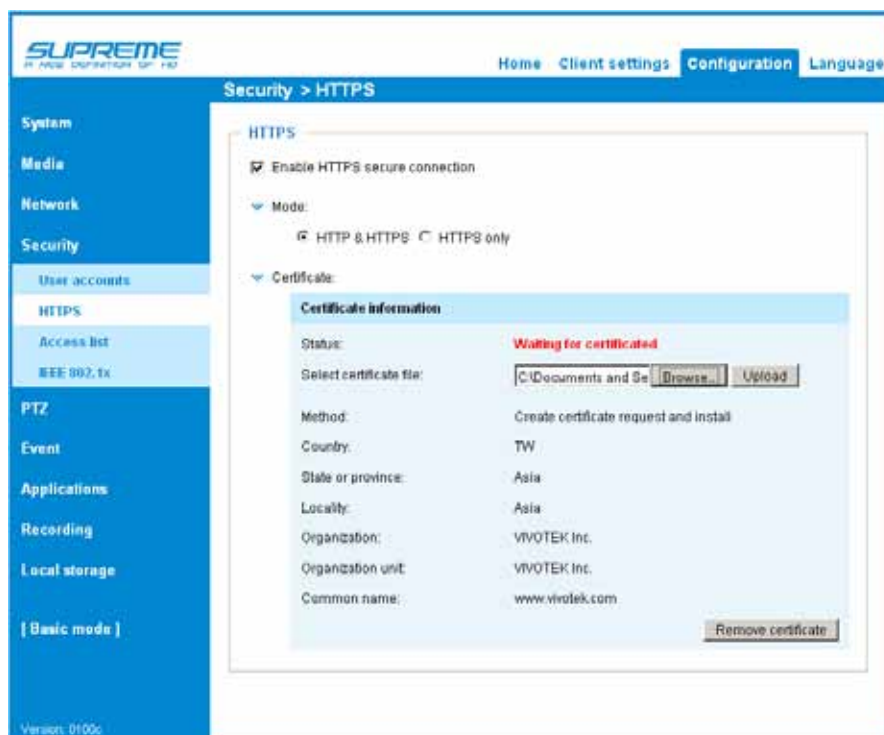 SUPREME
A NEW DEFINITION OF HD
Home Client settings Configuration Language
Security > HTTPS
System
Media
Network
Security
User accounts
HTTPS
Access list
IEEE 802.1x
PTZ
Event
Applications
Recording
Local storage
[ Basic mode ]
Version: 0100c
HTTPS
Enable HTTPS secure connection
Mode:
HTTP & HTTPS HTTPS only
Certificate:
Certificate information
Status: Waiting for certificated
Select certificate file: C:\Documents and Se Browse... Upload
Method: Create certificate request and install
Country: TW
State or province: Asia
Locality: Asia
Organization: VIVOTEK Inc.
Organization unit: VIVOTEK Inc.
Common name: www.vivotek.com
Remove certificate